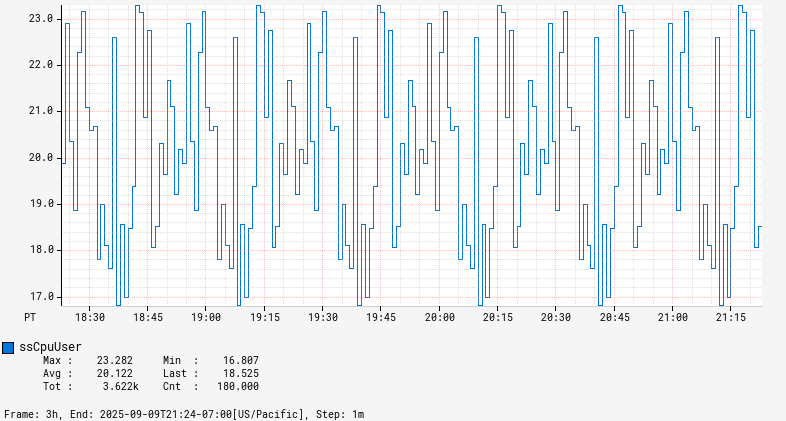 23.0
22.0
21.0
20.0
19.0
18.0
17.0
PT 18:30 18:45 19:00 19:15 19:30 19:45 20:00 20:15 20:30 20:45 21:00 21:15
ssCpuUser
Max : 23.282 Min : 16.807
Avg : 20.122 Last : 18.525
Tot : 3.622k Cnt : 180.000
Frame: 3h, End: 2025-09-09T21:24-07:00[US/Pacific], Step: 1m